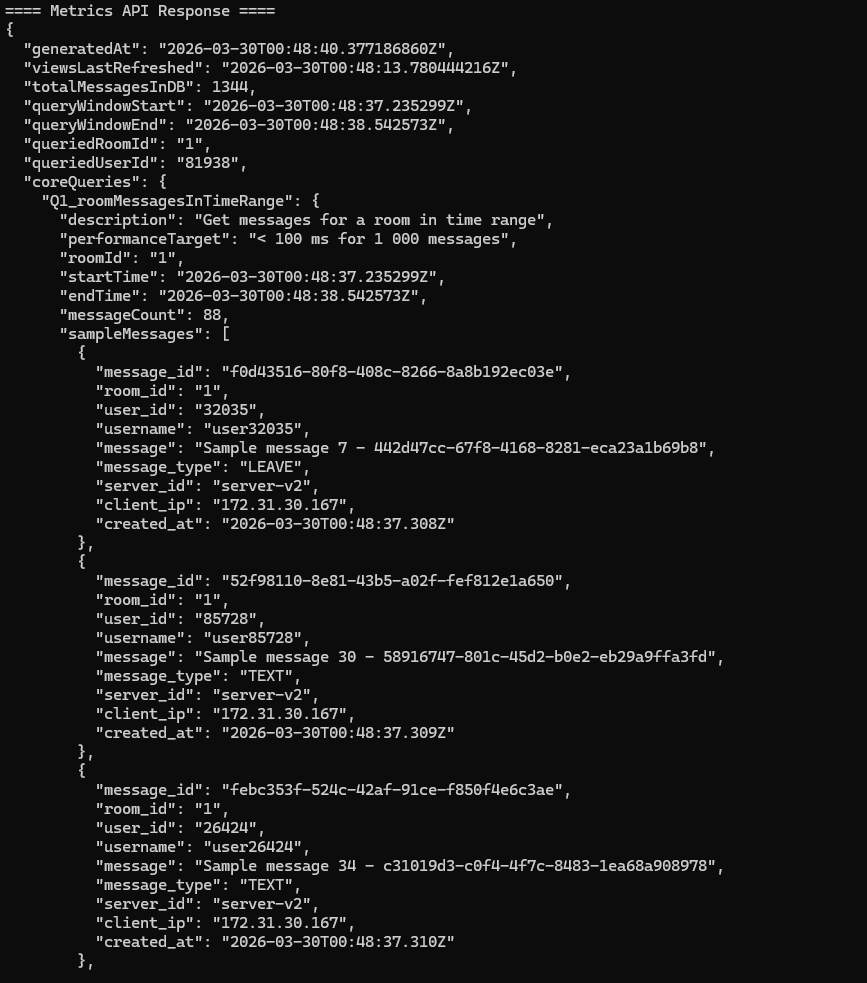 ==== Metrics API Response ====
{
  "generatedAt": "2026-03-30T00:48:40.377186860Z",
  "viewsLastRefreshed": "2026-03-30T00:48:13.780444216Z",
  "totalMessagesInDB": 1344,
  "queryWindowStart": "2026-03-30T00:48:37.235299Z",
  "queryWindowEnd": "2026-03-30T00:48:38.542573Z",
  "queriedRoomId": "1",
  "queriedUserId": "81938",
  "coreQueries": {
    "Q1_roomMessagesInTimeRange": {
      "description": "Get messages for a room in time range",
      "performanceTarget": "< 100 ms for 1 000 messages",
      "roomId": "1",
      "startTime": "2026-03-30T00:48:37.235299Z",
      "endTime": "2026-03-30T00:48:38.542573Z",
      "messageCount": 88,
      "sampleMessages": [
        {
          "message_id": "f0d43516-80f8-408c-8266-8a8b192ec03e",
          "room_id": "1",
          "user_id": "32035",
          "username": "user32035",
          "message": "Sample message 7 - 442d47cc-67f8-4168-8281-eca23a1b69b8",
          "message_type": "LEAVE",
          "server_id": "server-v2",
          "client_ip": "172.31.30.167",
          "created_at": "2026-03-30T00:48:37.308Z"
        },
        {
          "message_id": "52f98110-8e81-43b5-a02f-fef812e1a650",
          "room_id": "1",
          "user_id": "85728",
          "username": "user85728",
          "message": "Sample message 30 - 58916747-801c-45d2-b0e2-eb29a9ffa3fd",
          "message_type": "TEXT",
          "server_id": "server-v2",
          "client_ip": "172.31.30.167",
          "created_at": "2026-03-30T00:48:37.309Z"
        },
        {
          "message_id": "febc353f-524c-42af-91ce-f850f4e6c3ae",
          "room_id": "1",
          "user_id": "26424",
          "username": "user26424",
          "message": "Sample message 34 - c31019d3-c0f4-4f7c-8483-1ea68a908978",
          "message_type": "TEXT",
          "server_id": "server-v2",
          "client_ip": "172.31.30.167",
          "created_at": "2026-03-30T00:48:37.310Z"
        },